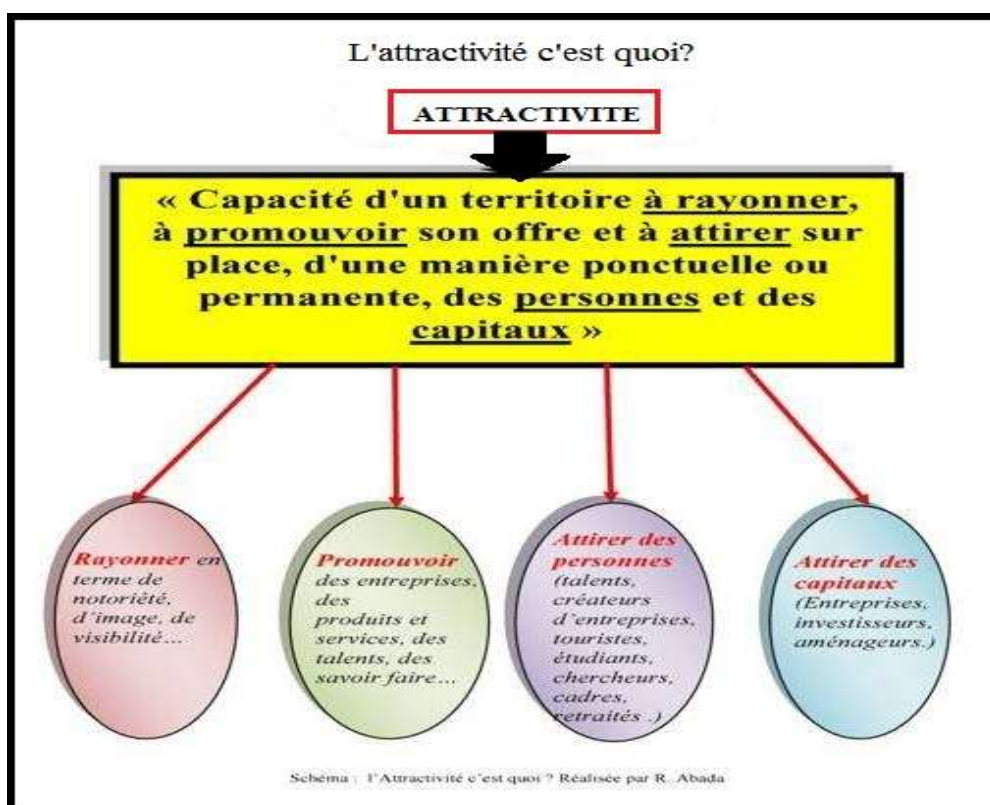 L'attractivité c'est quoi?
ATTRACTIVITE
« Capacité d'un territoire à rayonner,
à promouvoir son offre et à attirer sur
place, d'une manière ponctuelle ou
permanente, des personnes et des
capitaux »
Rayonner en
terme de
notoriété,
d'image, de
visibilité...
Promouvoir
des entreprises,
des
produits et
services, des
talents, des
savoir faire...
Attirer des
personnes
(talents,
créateurs
d'entreprises,
touristes,
étudiants,
chercheurs,
cadres,
retraités .)
Attirer des
capitaux
(Entreprises,
investisseurs,
aménageurs.)
Schéma : l'Attractivité c'est quoi ? Réalisée par R. Abada